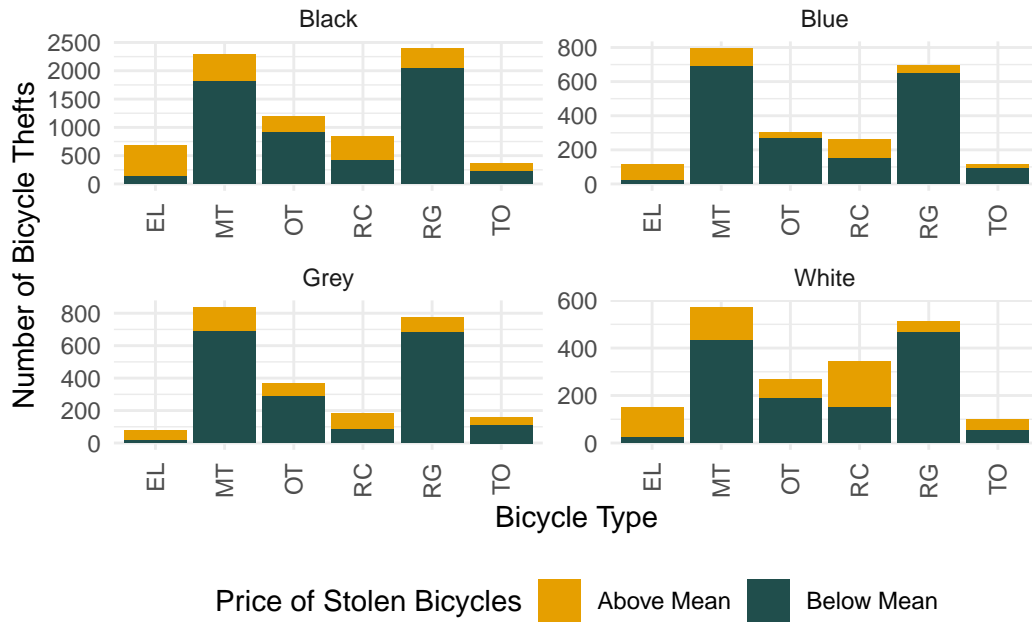 Black
Blue
Number of Bicycle Thefts
2500
2000
1500
1000
500
0
EL MT OT RC RG TO
800
600
400
200
0
EL MT OT RC RG TO
Grey
White
800
600
400
200
0
EL MT OT RC RG TO
600
400
200
0
EL MT OT RC RG TO
Bicycle Type
Price of Stolen Bicycles Above Mean Below Mean